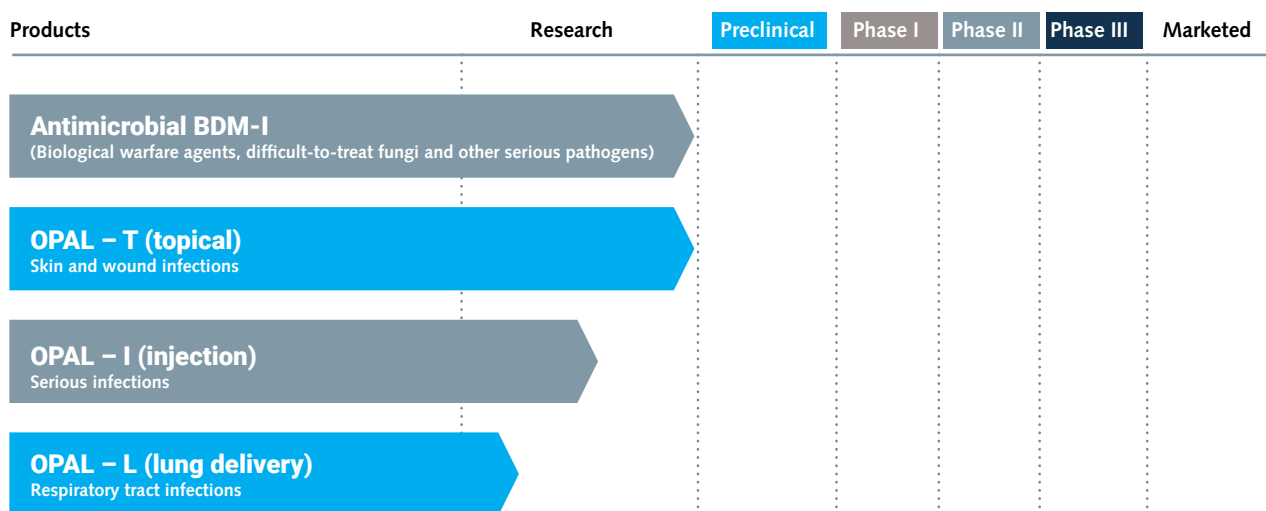 Products Research Preclinical Phase I Phase II Phase III Marketed
Antimicrobial BDM-I
(Biological warfare agents, difficult-to-treat fungi and other serious pathogens)
OPAL – T (topical)
Skin and wound infections
OPAL – I (injection)
Serious infections
OPAL – L (lung delivery)
Respiratory tract infections